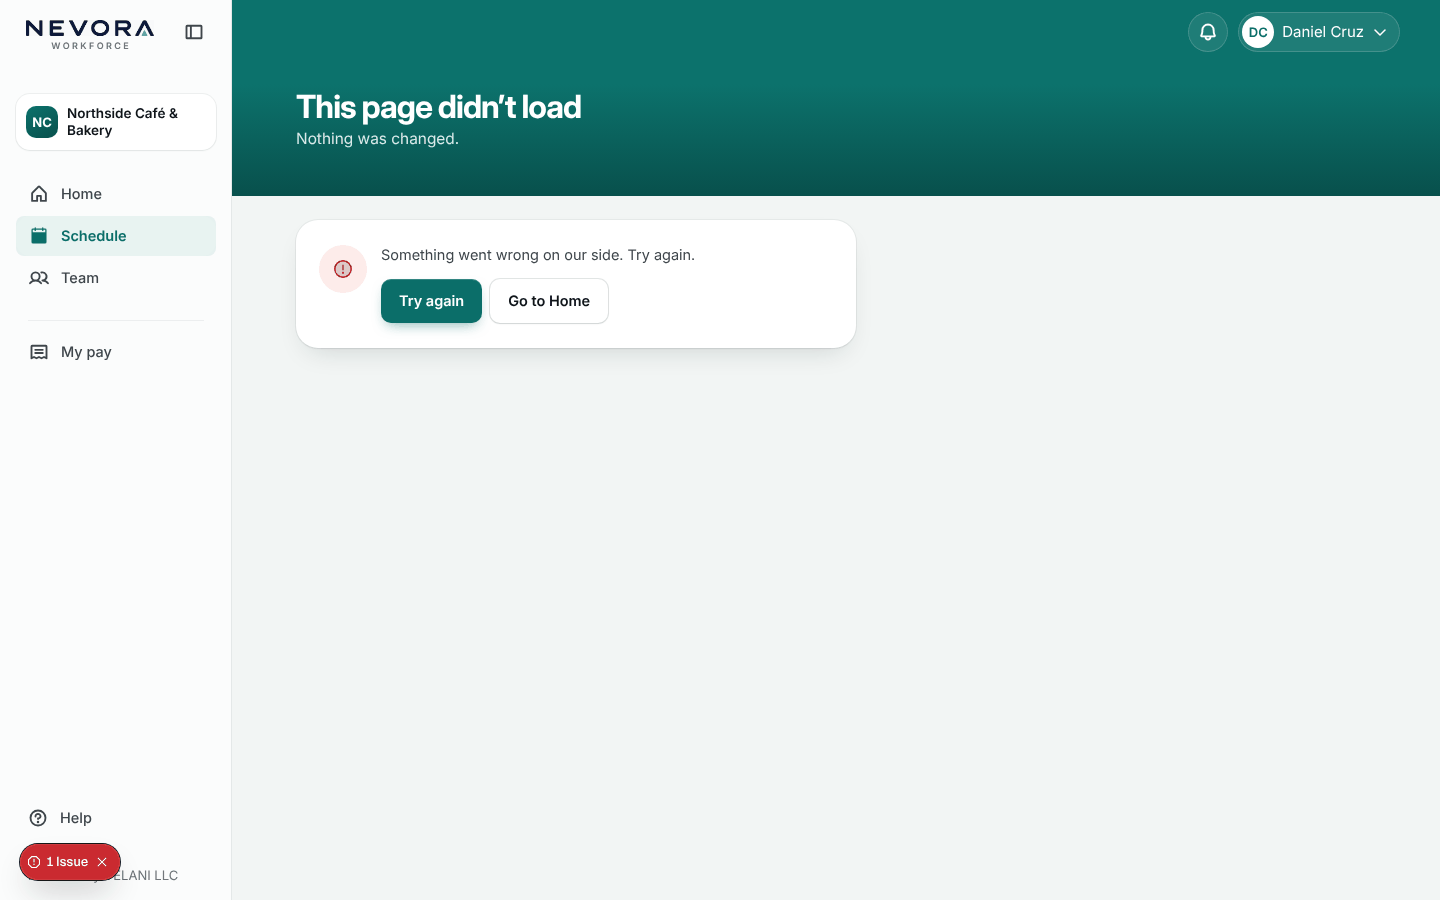 NEVORA
WORKFORCE
DC
Daniel Cruz
NC
Northside Café &
Bakery
This page didn't load
Nothing was changed.
Home
Schedule
Team
My pay
Something went wrong on our side. Try again.
Try again
Go to Home
Help
1 Issue
ELANI LLC